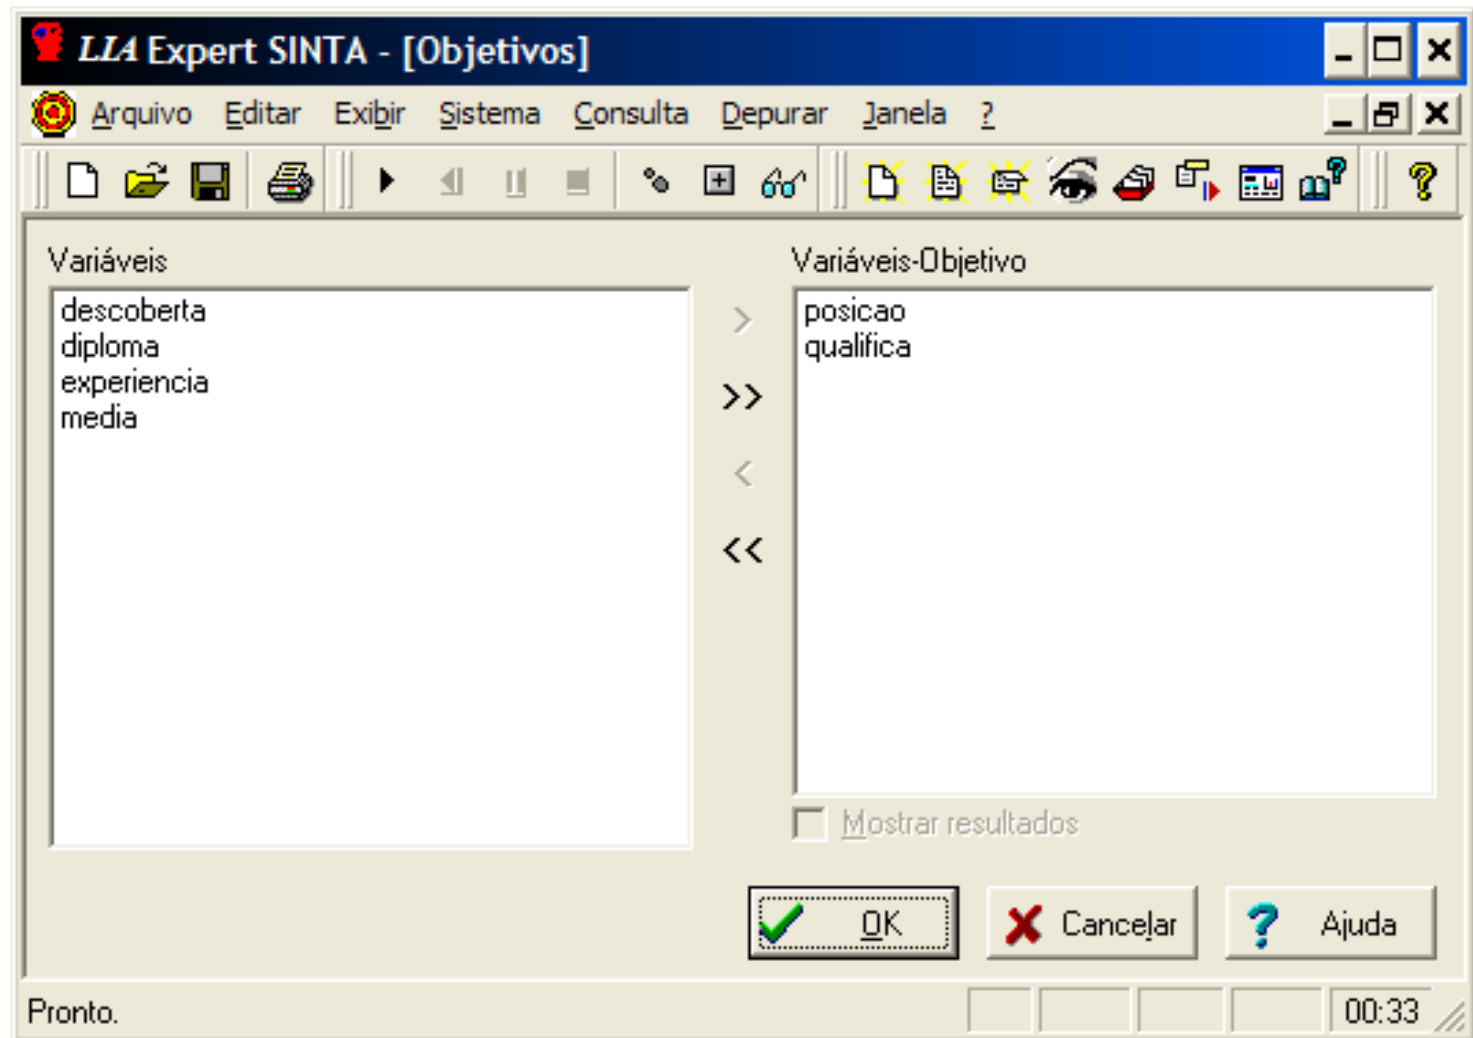 LIA Expert SINTA - [Objetivos]
Arquivo Editar Exibir Sistema Consulta Depurar Janela ?
Variáveis
descoberta
diploma
experiencia
media
>
>>
<
<<
Variáveis-Objetivo
posicao
qualifica
Mostrar resultados
OK Cancelar Ajuda
Pronto. 00:33